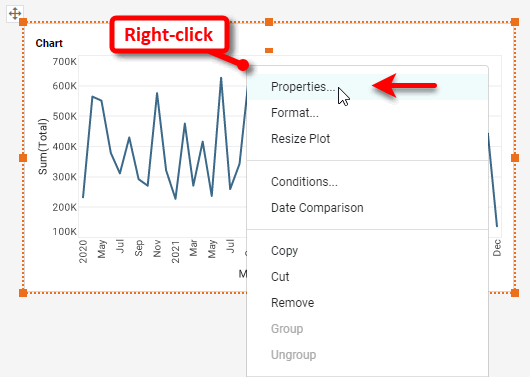 Right-click
Chart
700K
600K
500K
400K
300K
200K
100K
Sum(Total)
2020
May
Jul
Sep
Nov
2021
Mar
May
Jul
Dec
M
Properties...
Format...
Resize Plot
Conditions...
Date Comparison
Copy
Cut
Remove
Group
Ungroup